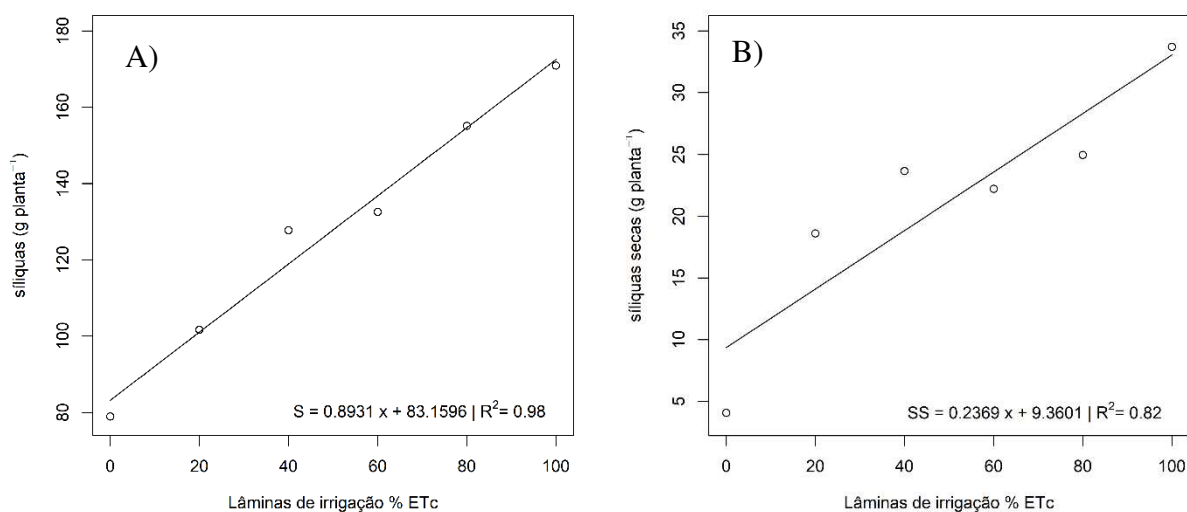 A)
síliquas (g planta⁻¹)
180
160
140
120
100
80
S = 0.8931 x + 83.1596 | R²= 0.98
0 20 40 60 80 100
Lâminas de irrigação % ETc
B)
síliquas secas (g planta⁻¹)
35
30
25
20
15
10
5
SS = 0.2369 x + 9.3601 | R²= 0.82
0 20 40 60 80 100
Lâminas de irrigação % ETc